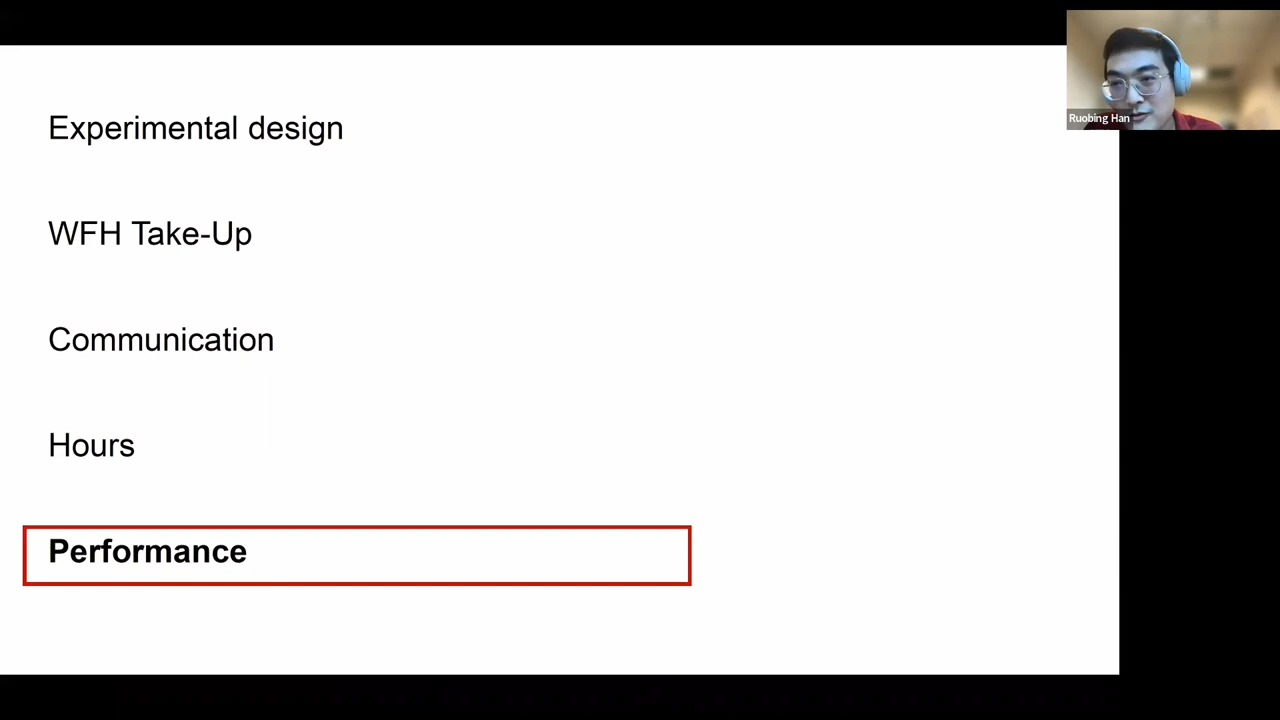 Experimental design
WFH Take-Up
Communication
Hours
Performance
Ruobing Han